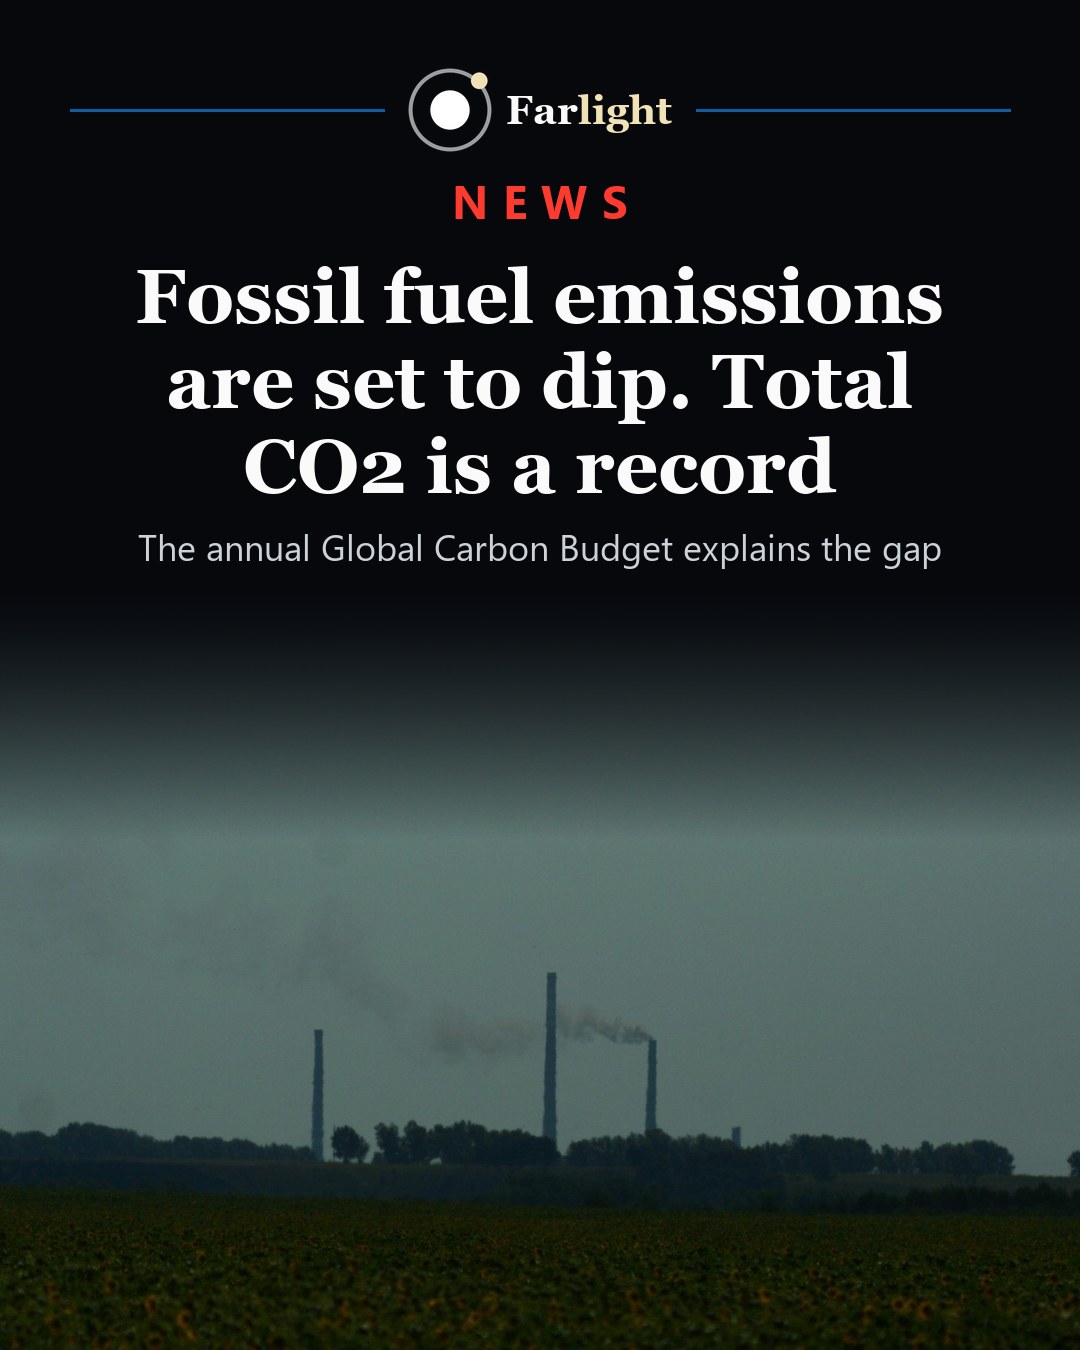 Farlight
NEWS
Fossil fuel emissions
are set to dip. Total
CO2 is a record
The annual Global Carbon Budget explains the gap